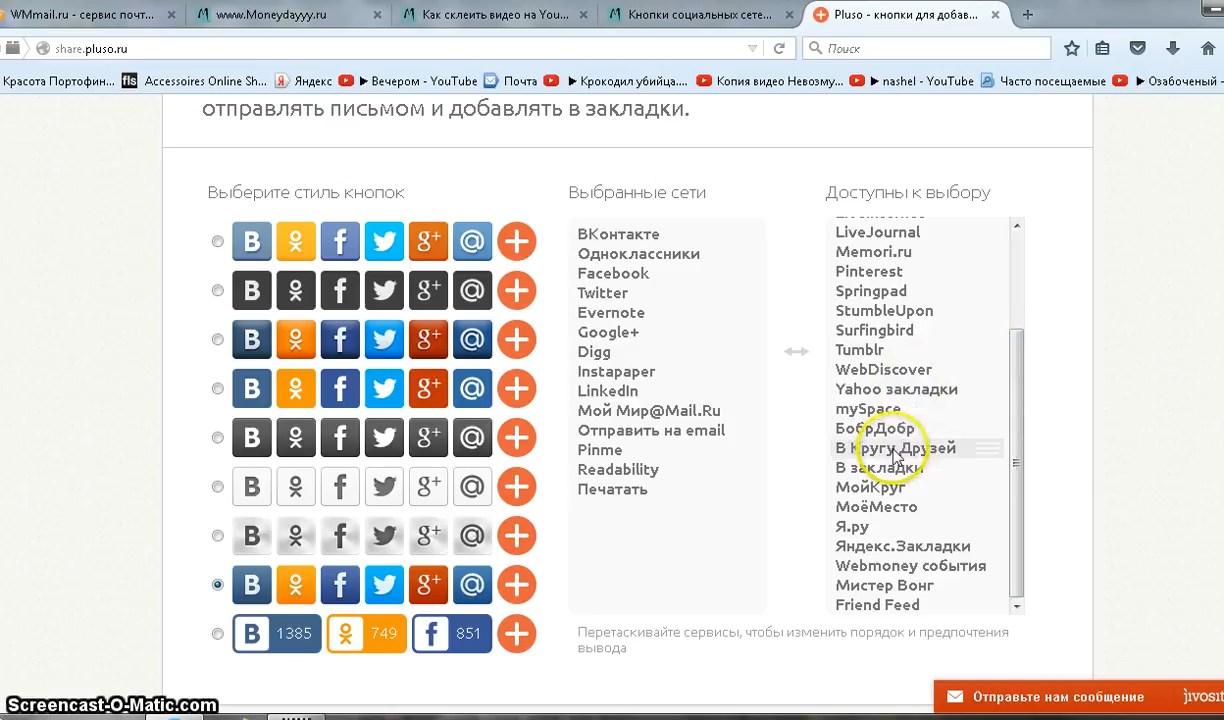 WMmail.ru - сервис почт...
www.Moneydayyy.ru
Как склеить видео на You...
Кнопки социальных сете...
Pluso - кнопки для добав...
share.pluso.ru
Поиск
Красота Портофин...
fls Accessoires Online Sh...
Яндекс
▶ Вечером - YouTube
Почта
▶ Крокодил убийца....
Копия видео Невозму...
▶ nashel - YouTube
Часто посещаемые
▶ Озабоченый -
отправлять письмом и добавлять в закладки.
Выберите стиль кнопок
1385
749
851
Выбранные сети
ВКонтакте
Одноклассники
Facebook
Twitter
Evernote
Google+
Digg
Instapaper
LinkedIn
Мой Мир@Mail.Ru
Отправить на email
Pinme
Readability
Печатать
Доступны к выбору
LiveJournal
Memori.ru
Pinterest
Springpad
StumbleUpon
Surfingbird
Tumblr
WebDiscover
Yahoo закладки
mySpace
БобрДобр
В Кругу Друзей
В закладки
МойКруг
МоёМесто
Я.ру
Яндекс.Закладки
Webmoney события
Мистер Вонг
Friend Feed
Перетаскивайте сервисы, чтобы изменить порядок и предпочтения
вывода
Отправьте нам сообщение
jivosit
Screencast-O-Matic.com